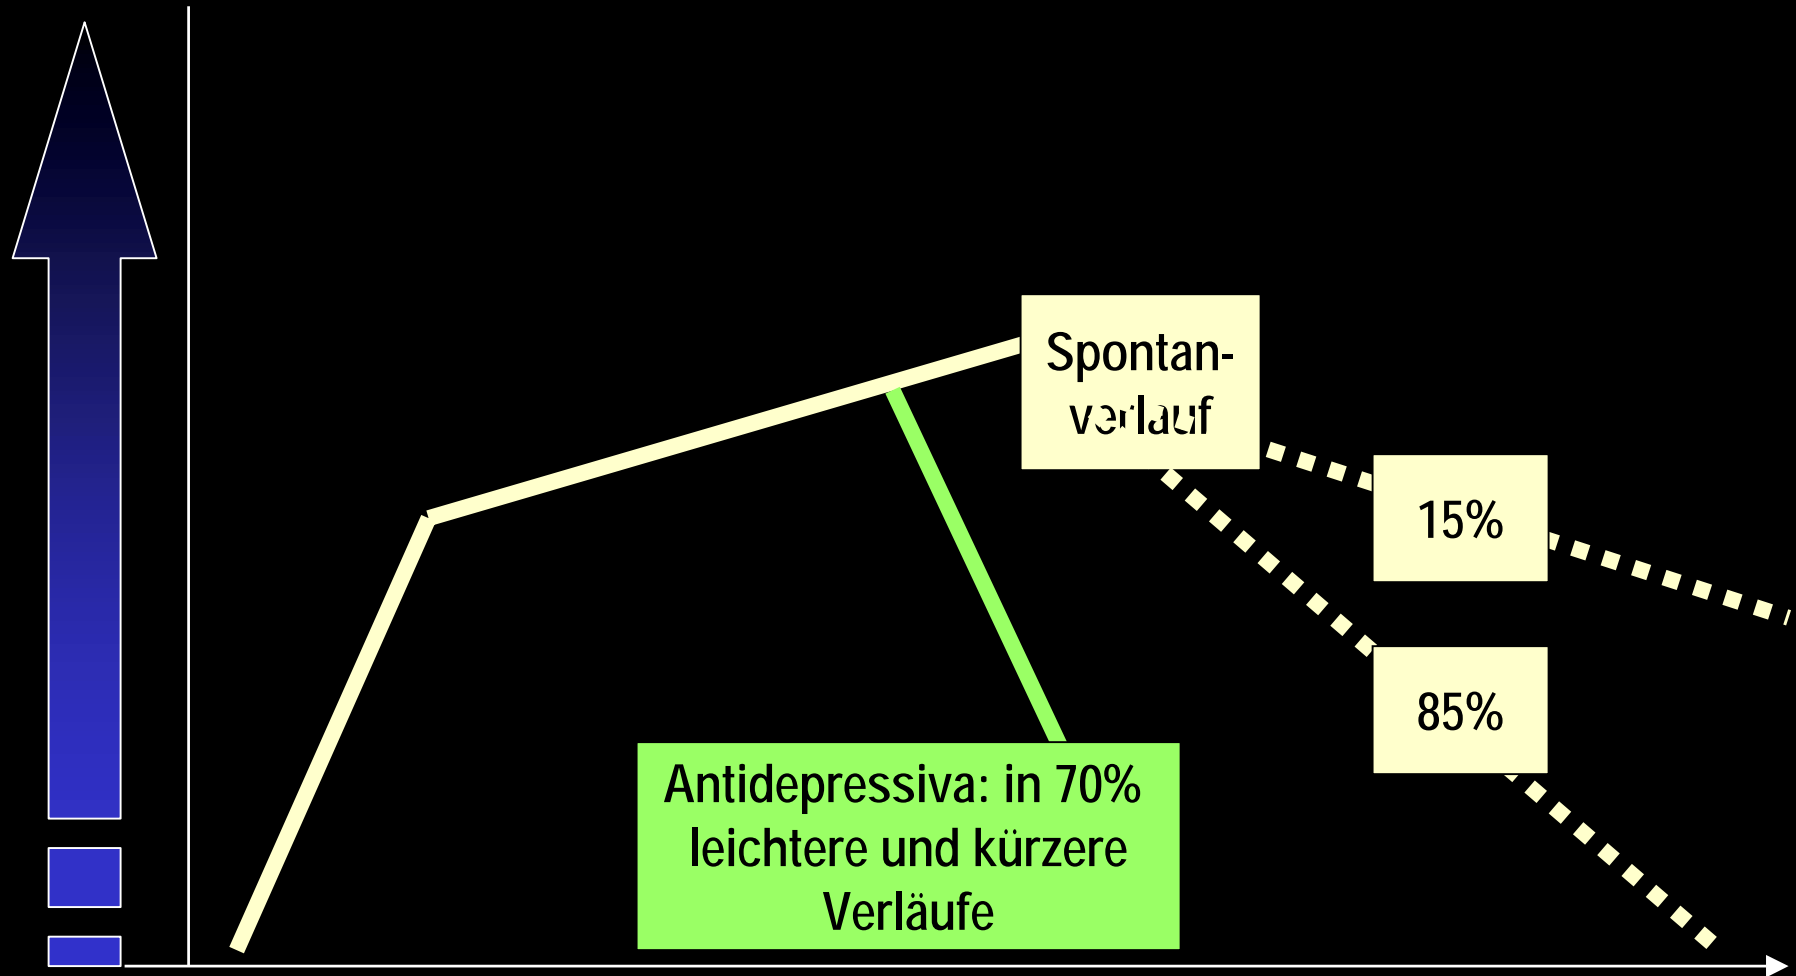 Spontan-
verlauf
15%
85%
Antidepressiva: in 70%
leichtere und kürzere
Verläufe